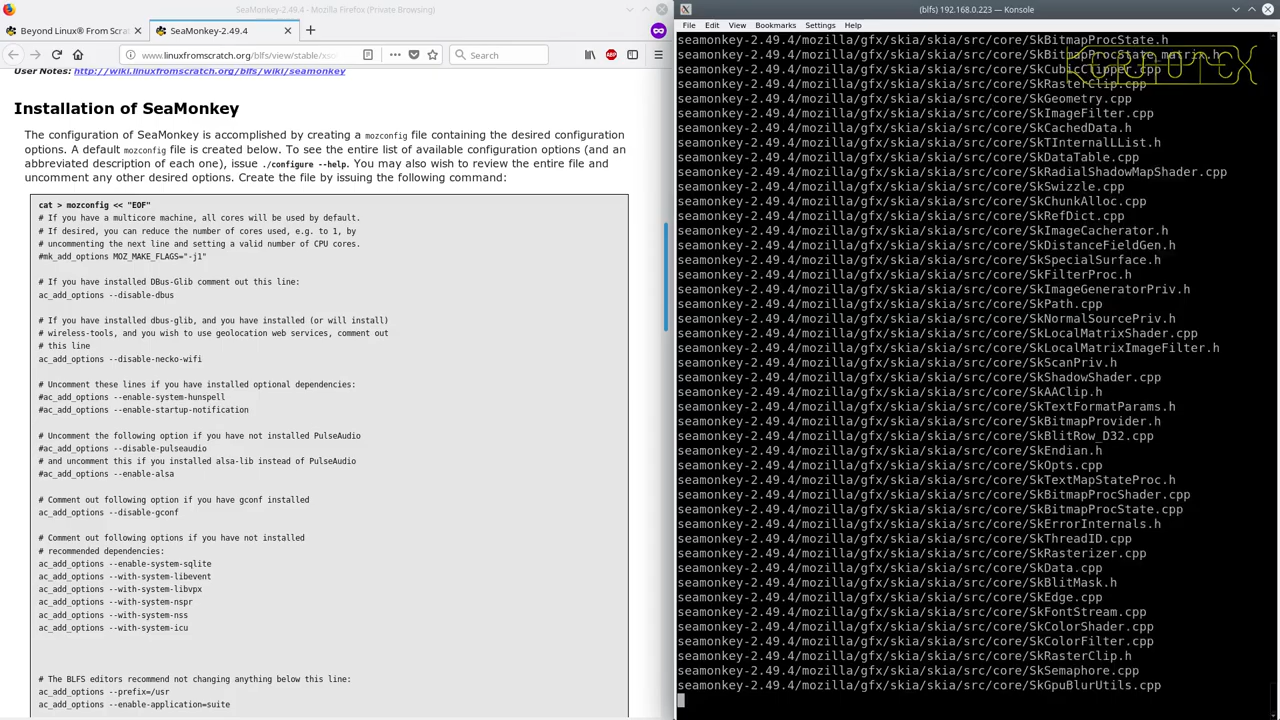 SeaMonkey-2.49.4 - Mozilla Firefox (Private Browsing)
Beyond Linux® From Scrat
SeaMonkey-2.49.4
www.linuxfromscratch.org/blfs/view/stable/xso
Search
User Notes: http://wiki.linuxfromscratch.org/blfs/wiki/seamonkey
Installation of SeaMonkey
The configuration of SeaMonkey is accomplished by creating a mozconfig file containing the desired configuration
options. A default mozconfig file is created below. To see the entire list of available configuration options (and an
abbreviated description of each one), issue ./configure --help. You may also wish to review the entire file and
uncomment any other desired options. Create the file by issuing the following command:
cat > mozconfig << "EOF"
# If you have a multicore machine, all cores will be used by default.
# If desired, you can reduce the number of cores used, e.g. to 1, by
# uncommenting the next line and setting a valid number of CPU cores.
#mk_add_options MOZ_MAKE_FLAGS="-j1"
# If you have installed DBus-Glib comment out this line:
ac_add_options --disable-dbus
# If you have installed dbus-glib, and you have installed (or will install)
# wireless-tools, and you wish to use geolocation web services, comment out
# this line
ac_add_options --disable-necko-wifi
# Uncomment these lines if you have installed optional dependencies:
#ac_add_options --enable-system-hunspell
#ac_add_options --enable-startup-notification
# Uncomment the following option if you have not installed PulseAudio
#ac_add_options --disable-pulseaudio
# and uncomment this if you installed alsa-lib instead of PulseAudio
#ac_add_options --enable-alsa
# Comment out following option if you have gconf installed
ac_add_options --disable-gconf
# Comment out following options if you have not installed
# recommended dependencies:
ac_add_options --enable-system-sqlite
ac_add_options --with-system-libevent
ac_add_options --with-system-libvpx
ac_add_options --with-system-nspr
ac_add_options --with-system-nss
ac_add_options --with-system-icu
# The BLFS editors recommend not changing anything below this line:
ac_add_options --prefix=/usr
ac_add_options --enable-application=suite
(blfs) 192.168.0.223 — Konsole
File Edit View Bookmarks Settings Help
seamonkey-2.49.4/mozilla/gfx/skia/skia/src/core/SkBitmapProcState.h
seamonkey-2.49.4/mozilla/gfx/skia/skia/src/core/SkBitmapProcState_matrix.h
seamonkey-2.49.4/mozilla/gfx/skia/skia/src/core/SkCubicClipper.cpp
seamonkey-2.49.4/mozilla/gfx/skia/skia/src/core/SkRasterClip.cpp
seamonkey-2.49.4/mozilla/gfx/skia/skia/src/core/SkGeometry.cpp
seamonkey-2.49.4/mozilla/gfx/skia/skia/src/core/SkImageFilter.cpp
seamonkey-2.49.4/mozilla/gfx/skia/skia/src/core/SkCachedData.h
seamonkey-2.49.4/mozilla/gfx/skia/skia/src/core/SkTInternalLList.h
seamonkey-2.49.4/mozilla/gfx/skia/skia/src/core/SkDataTable.cpp
seamonkey-2.49.4/mozilla/gfx/skia/skia/src/core/SkRadialShadowMapShader.cpp
seamonkey-2.49.4/mozilla/gfx/skia/skia/src/core/SkSwizzle.cpp
seamonkey-2.49.4/mozilla/gfx/skia/skia/src/core/SkChunkAlloc.cpp
seamonkey-2.49.4/mozilla/gfx/skia/skia/src/core/SkRefDict.cpp
seamonkey-2.49.4/mozilla/gfx/skia/skia/src/core/SkImageCacherator.h
seamonkey-2.49.4/mozilla/gfx/skia/skia/src/core/SkDistanceFieldGen.h
seamonkey-2.49.4/mozilla/gfx/skia/skia/src/core/SkSpecialSurface.h
seamonkey-2.49.4/mozilla/gfx/skia/skia/src/core/SkFilterProc.h
seamonkey-2.49.4/mozilla/gfx/skia/skia/src/core/SkImageGeneratorPriv.h
seamonkey-2.49.4/mozilla/gfx/skia/skia/src/core/SkPath.cpp
seamonkey-2.49.4/mozilla/gfx/skia/skia/src/core/SkNormalSourcePriv.h
seamonkey-2.49.4/mozilla/gfx/skia/skia/src/core/SkLocalMatrixShader.cpp
seamonkey-2.49.4/mozilla/gfx/skia/skia/src/core/SkLocalMatrixImageFilter.h
seamonkey-2.49.4/mozilla/gfx/skia/skia/src/core/SkScanPriv.h
seamonkey-2.49.4/mozilla/gfx/skia/skia/src/core/SkShadowShader.cpp
seamonkey-2.49.4/mozilla/gfx/skia/skia/src/core/SkAAClip.h
seamonkey-2.49.4/mozilla/gfx/skia/skia/src/core/SkTextFormatParams.h
seamonkey-2.49.4/mozilla/gfx/skia/skia/src/core/SkBitmapProvider.h
seamonkey-2.49.4/mozilla/gfx/skia/skia/src/core/SkBlitRow_D32.cpp
seamonkey-2.49.4/mozilla/gfx/skia/skia/src/core/SkEndian.h
seamonkey-2.49.4/mozilla/gfx/skia/skia/src/core/SkOpts.cpp
seamonkey-2.49.4/mozilla/gfx/skia/skia/src/core/SkTextMapStateProc.h
seamonkey-2.49.4/mozilla/gfx/skia/skia/src/core/SkBitmapProcShader.cpp
seamonkey-2.49.4/mozilla/gfx/skia/skia/src/core/SkBitmapProcState.cpp
seamonkey-2.49.4/mozilla/gfx/skia/skia/src/core/SkErrorInternals.h
seamonkey-2.49.4/mozilla/gfx/skia/skia/src/core/SkThreadID.cpp
seamonkey-2.49.4/mozilla/gfx/skia/skia/src/core/SkRasterizer.cpp
seamonkey-2.49.4/mozilla/gfx/skia/skia/src/core/SkData.cpp
seamonkey-2.49.4/mozilla/gfx/skia/skia/src/core/SkBlitMask.h
seamonkey-2.49.4/mozilla/gfx/skia/skia/src/core/SkEdge.cpp
seamonkey-2.49.4/mozilla/gfx/skia/skia/src/core/SkFontStream.cpp
seamonkey-2.49.4/mozilla/gfx/skia/skia/src/core/SkColorShader.cpp
seamonkey-2.49.4/mozilla/gfx/skia/skia/src/core/SkColorFilter.cpp
seamonkey-2.49.4/mozilla/gfx/skia/skia/src/core/SkRasterClip.h
seamonkey-2.49.4/mozilla/gfx/skia/skia/src/core/SkSemaphore.cpp
seamonkey-2.49.4/mozilla/gfx/skia/skia/src/core/SkGpuBlurUtils.cpp